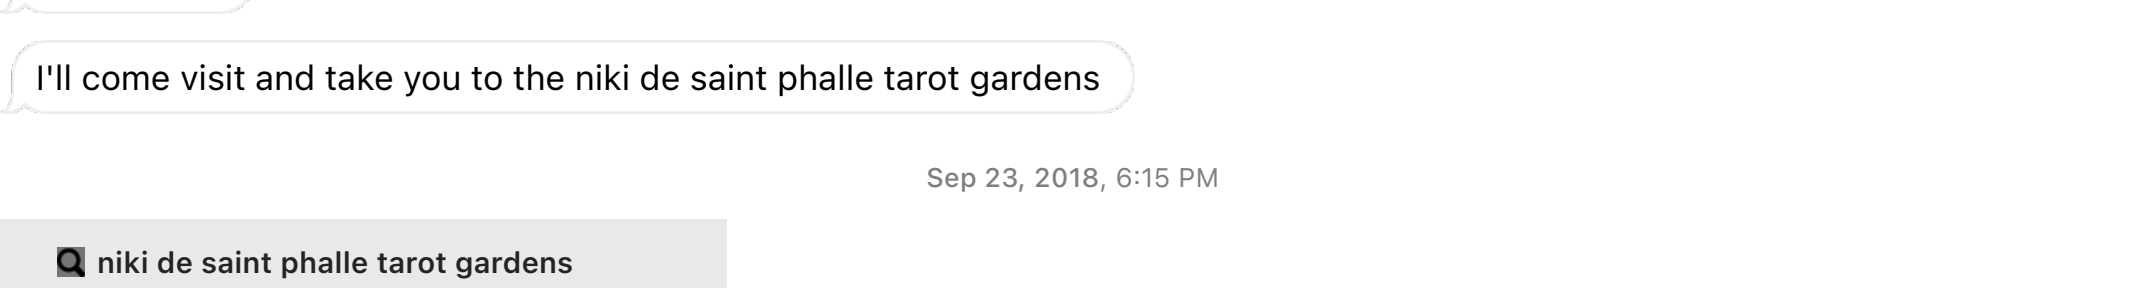 I'll come visit and take you to the niki de saint phalle tarot gardens
Sep 23, 2018, 6:15 PM
niki de saint phalle tarot gardens